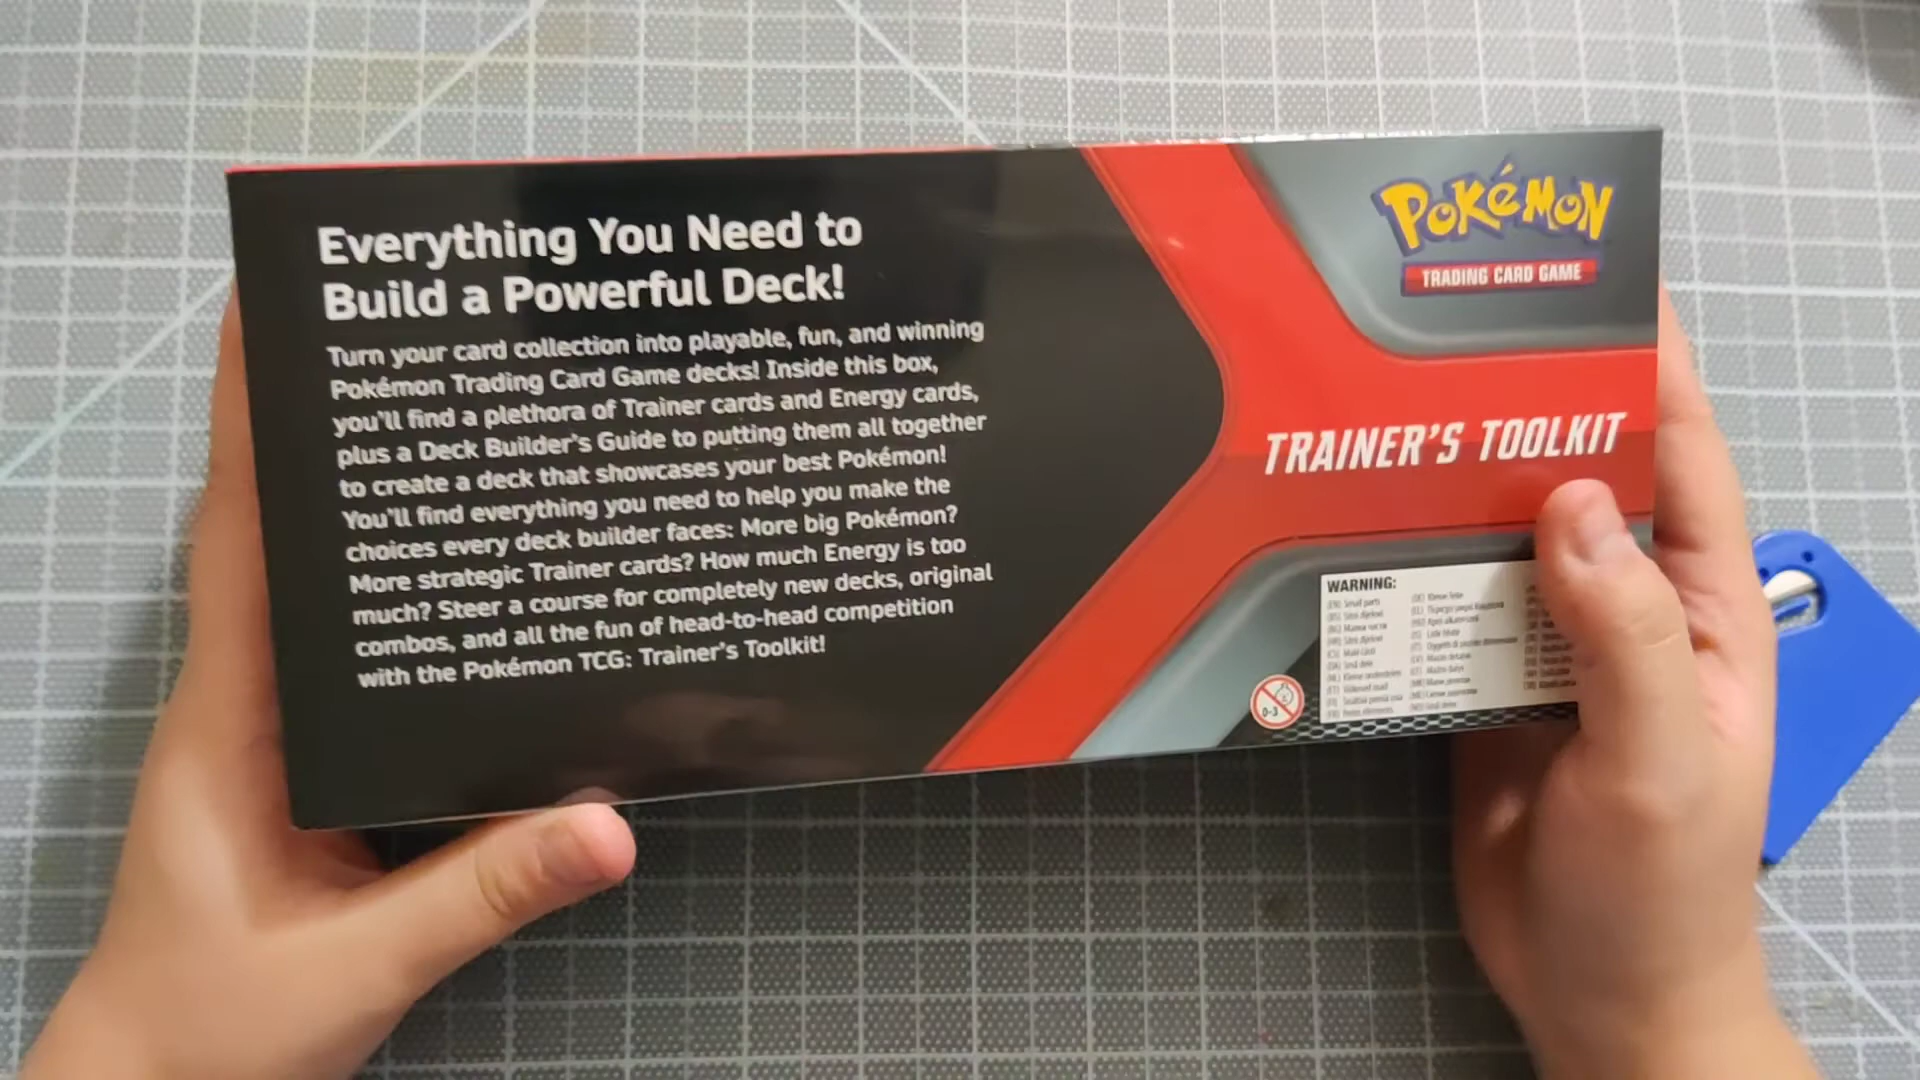 Everything You Need to
Build a Powerful Deck!
Turn your card collection into playable, fun, and winning
Pokémon Trading Card Game decks! Inside this box,
you'll find a plethora of Trainer cards and Energy cards,
plus a Deck Builder's Guide to putting them all together
to create a deck that showcases your best Pokémon!
You'll find everything you need to help you make the
choices every deck builder faces: More big Pokémon?
More strategic Trainer cards? How much Energy is too
much? Steer a course for completely new decks, original
combos, and all the fun of head-to-head competition
with the Pokémon TCG: Trainer's Toolkit!
POKÉMON
TRADING CARD GAME
TRAINER'S TOOLKIT
WARNING:
Small parts
0-3